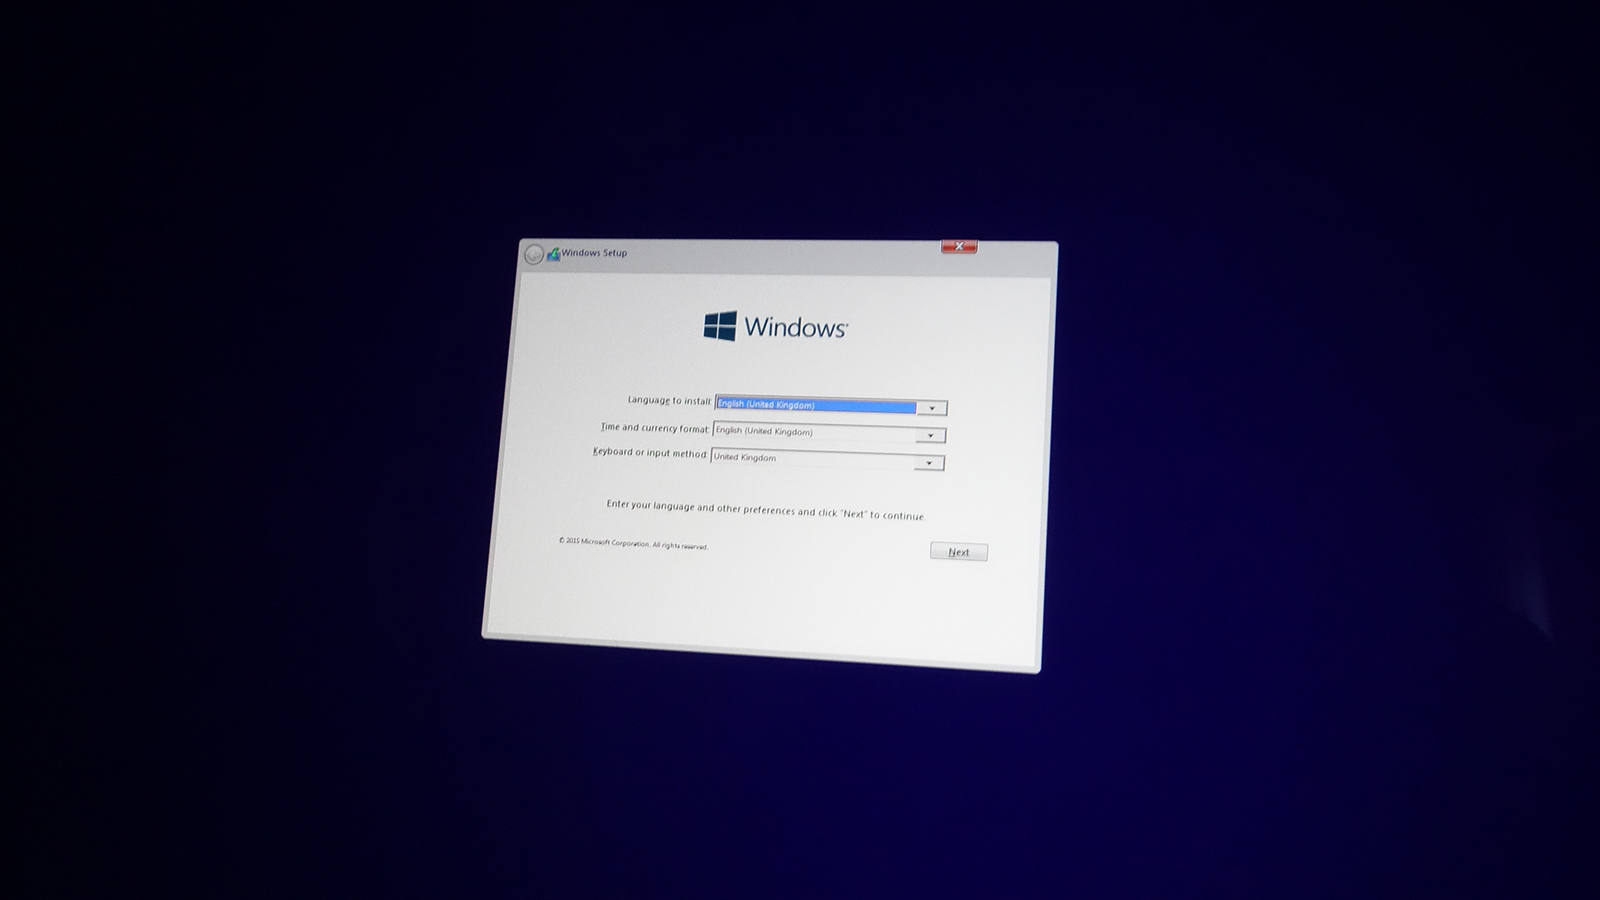 Windows Setup
Windows
Language to install: English (United Kingdom)
Time and currency format: English (United Kingdom)
Keyboard or input method: United Kingdom
Enter your language and other preferences and click "Next" to continue.
© 2015 Microsoft Corporation. All rights reserved.
Next